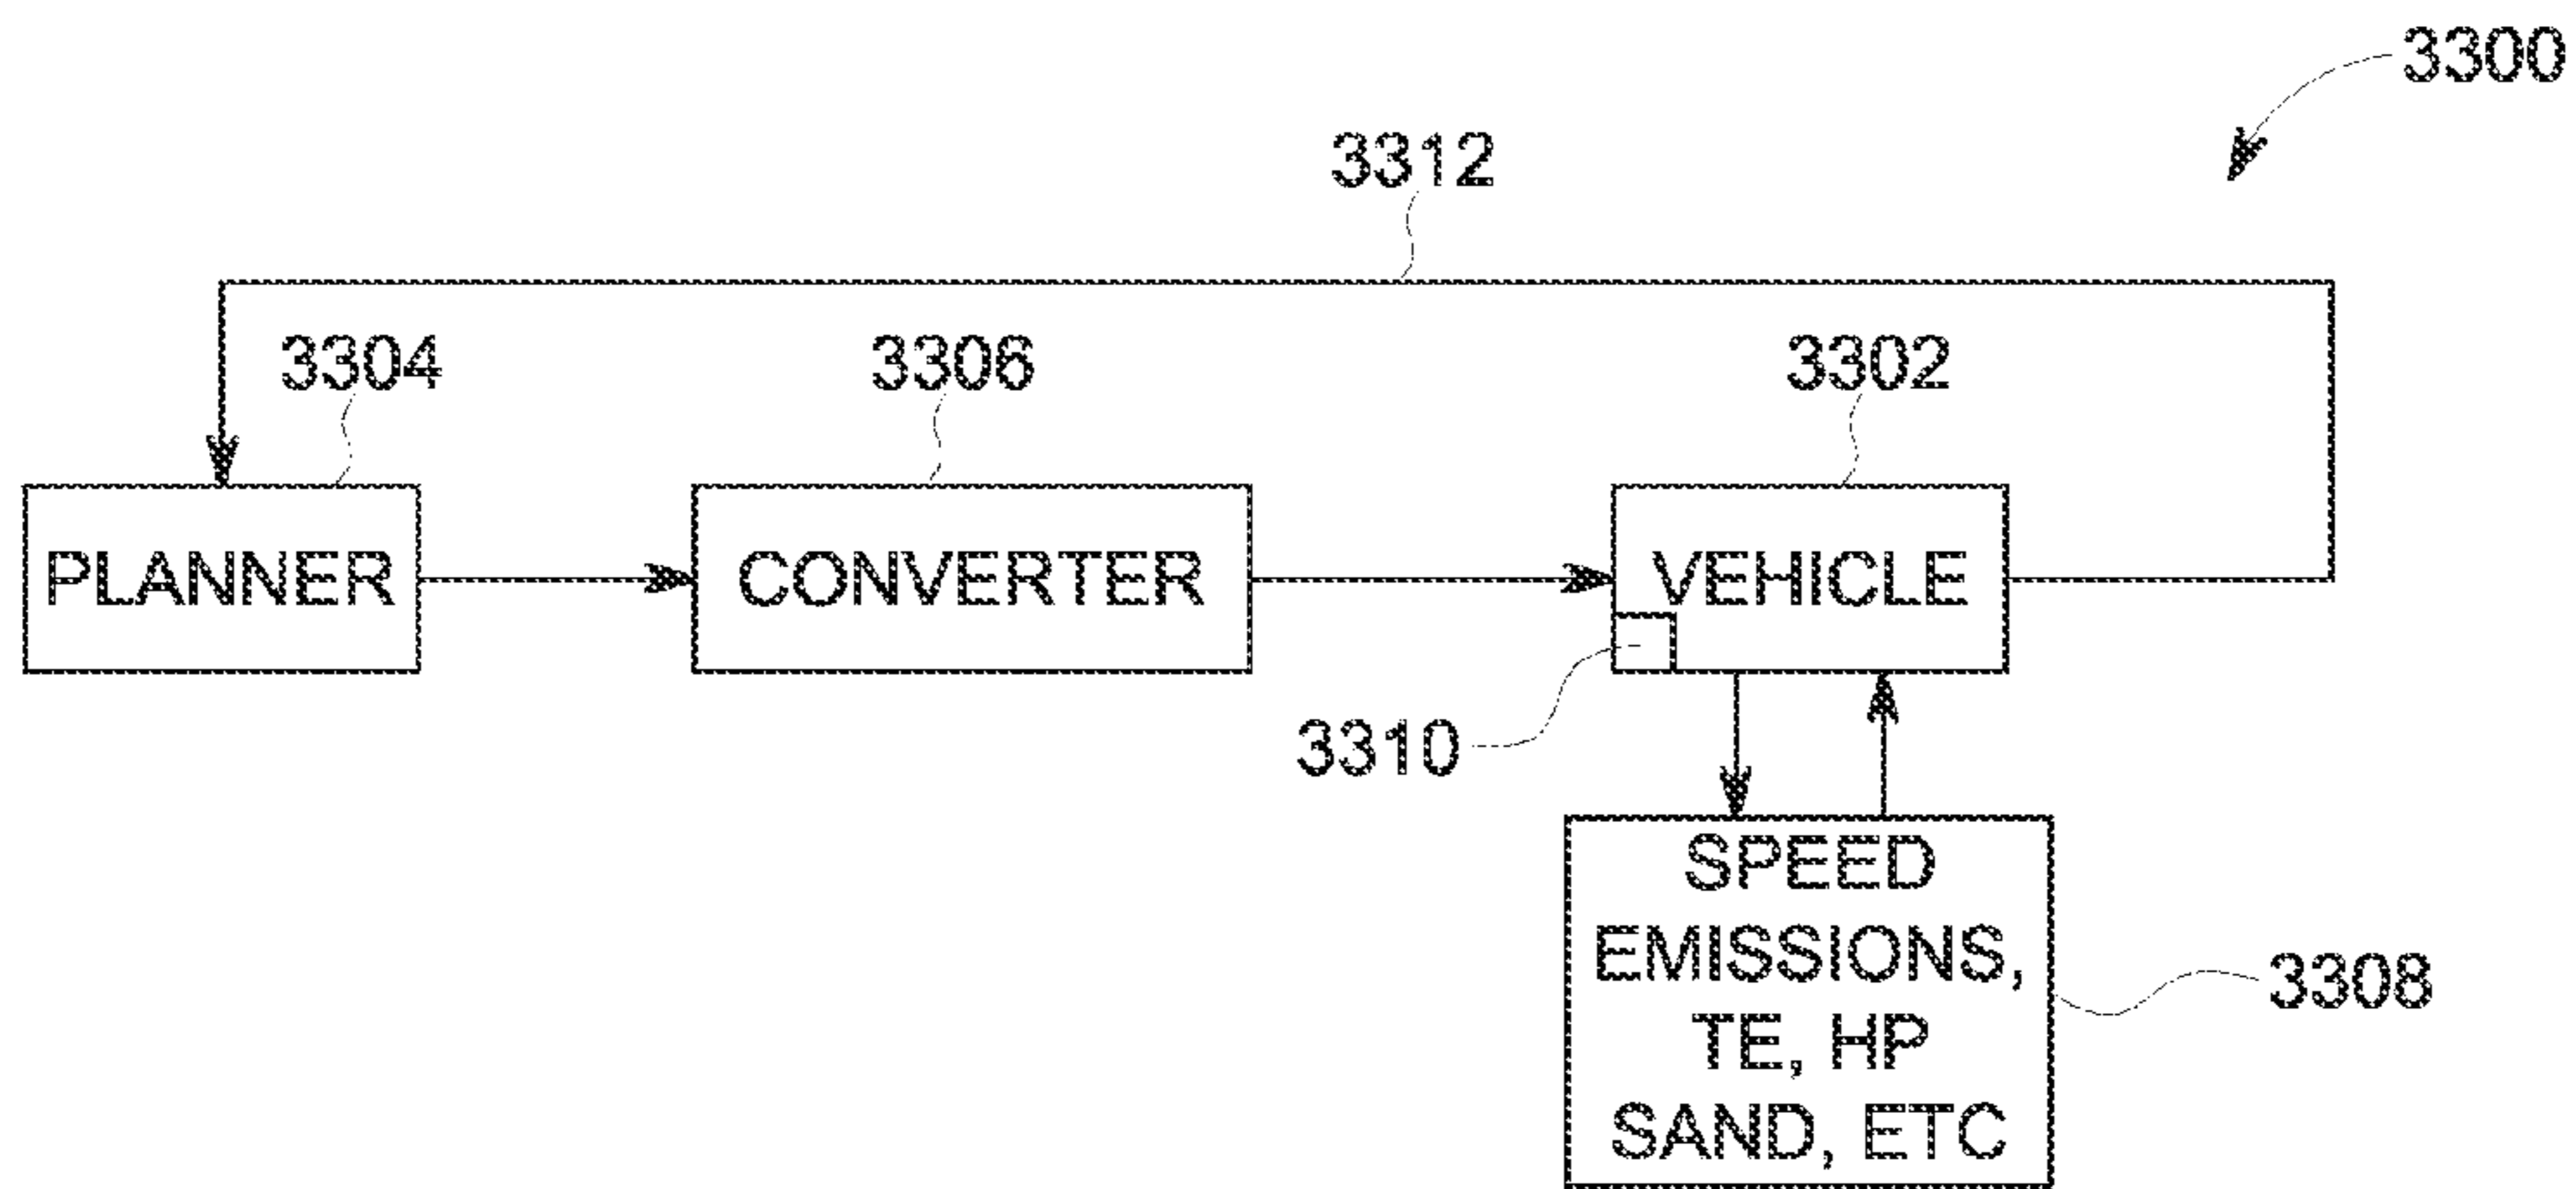 3300
3312
3304
3306
3302
PLANNER
CONVERTER
VEHICLE
3310
SPEED
EMISSIONS,
TE, HP
SAND, ETC
3308